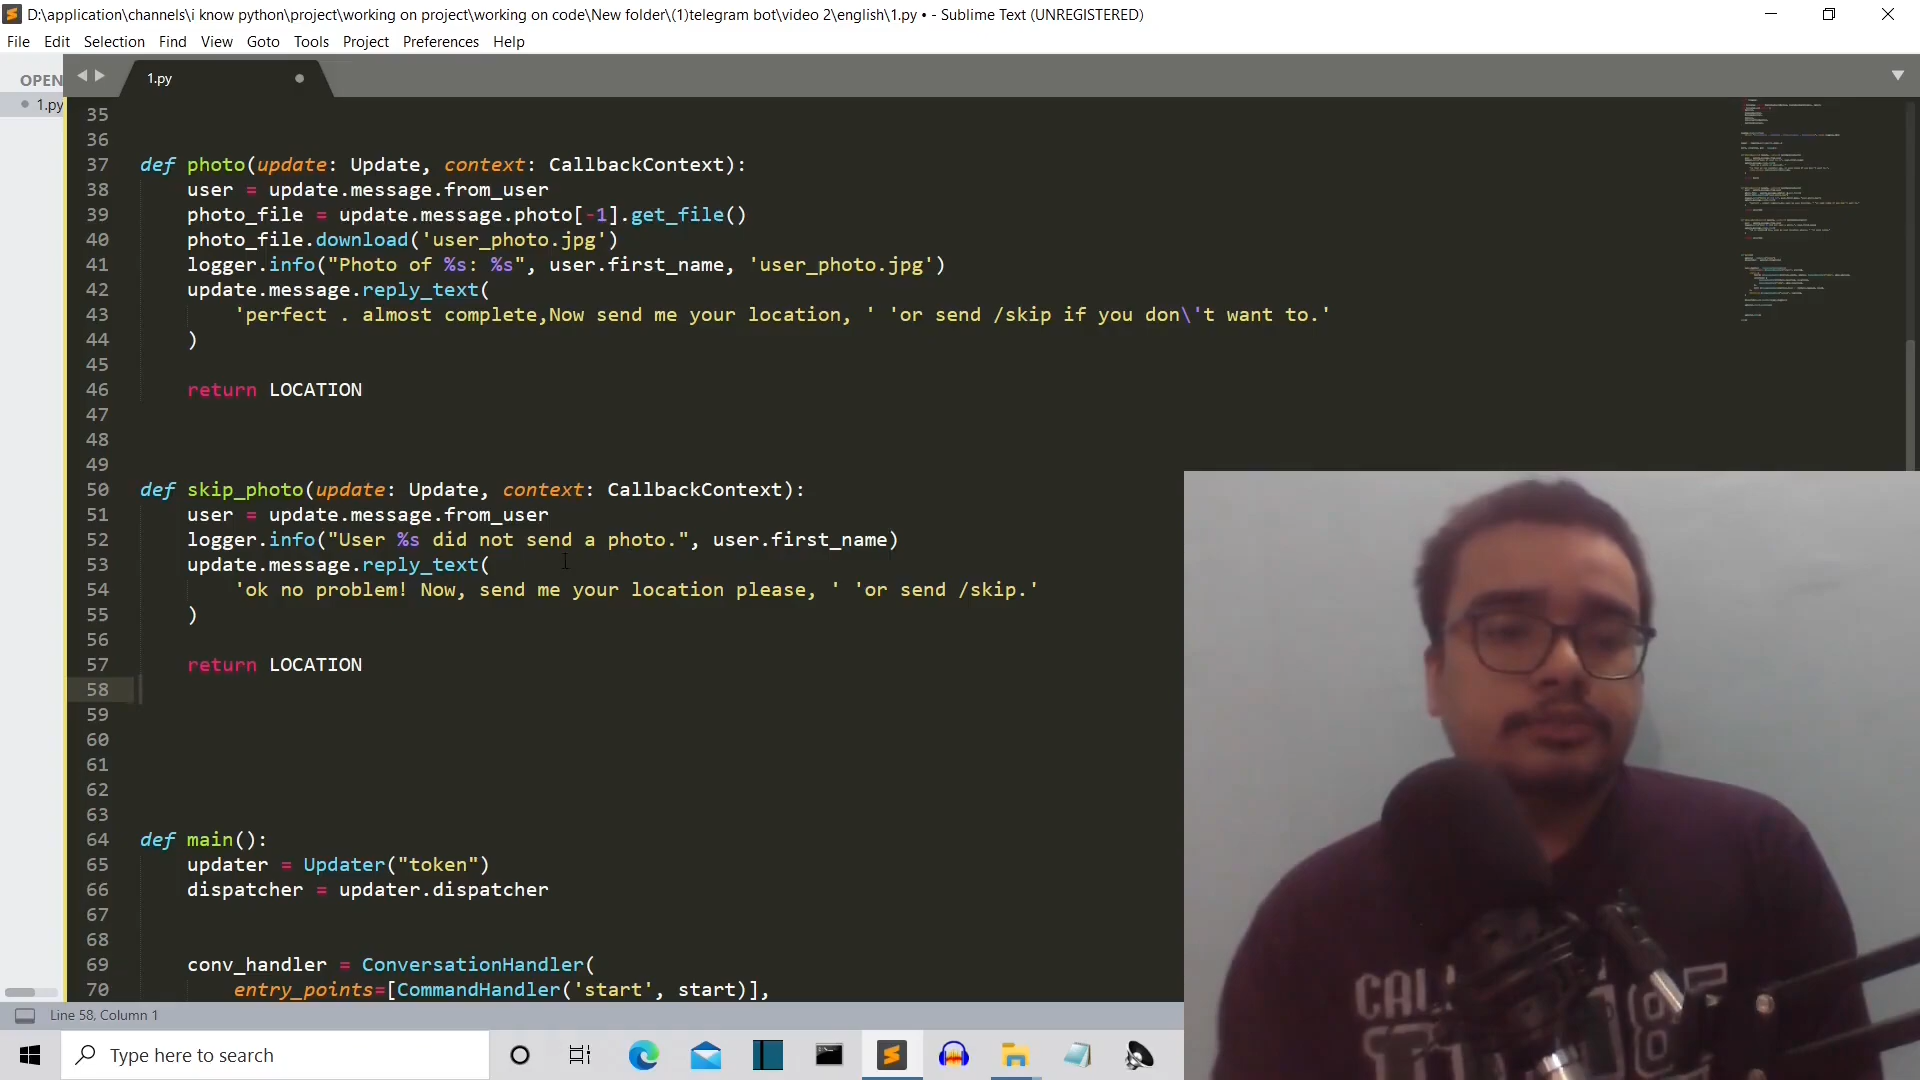 D:\application\channels\i know python\project\working on project\working on code\New folder\(1)telegram bot\video 2\english\1.py • - Sublime Text (UNREGISTERED)
File Edit Selection Find View Goto Tools Project Preferences Help
OPEN
1.py
1.py
35
36
37 def photo(update: Update, context: CallbackContext):
38     user = update.message.from_user
39     photo_file = update.message.photo[-1].get_file()
40     photo_file.download('user_photo.jpg')
41     logger.info("Photo of %s: %s", user.first_name, 'user_photo.jpg')
42     update.message.reply_text(
43         'perfect . almost complete,Now send me your location, ' 'or send /skip if you don\'t want to.'
44     )
45
46     return LOCATION
47
48
49
50 def skip_photo(update: Update, context: CallbackContext):
51     user = update.message.from_user
52     logger.info("User %s did not send a photo.", user.first_name)
53     update.message.reply_text(
54         'ok no problem! Now, send me your location please, ' 'or send /skip.'
55     )
56
57     return LOCATION
58
59
60
61
62
63
64 def main():
65     updater = Updater("token")
66     dispatcher = updater.dispatcher
67
68
69     conv_handler = ConversationHandler(
70         entry_points=[CommandHandler('start', start)],
Line 58, Column 1
Type here to search